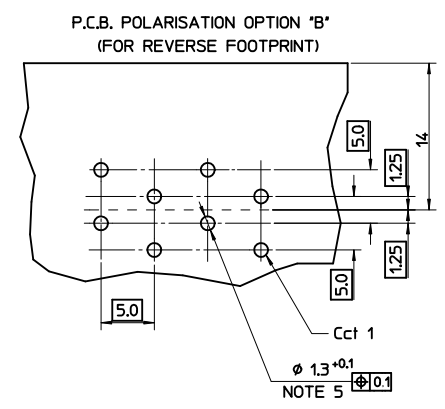 P.C.B. POLARISATION OPTION "B"
(FOR REVERSE FOOTPRINT)
14
5.0
1.25
1.25
5.0
5.0
Cct 1
ø 1.3 +0.1
⌖ 0.1
NOTE 5